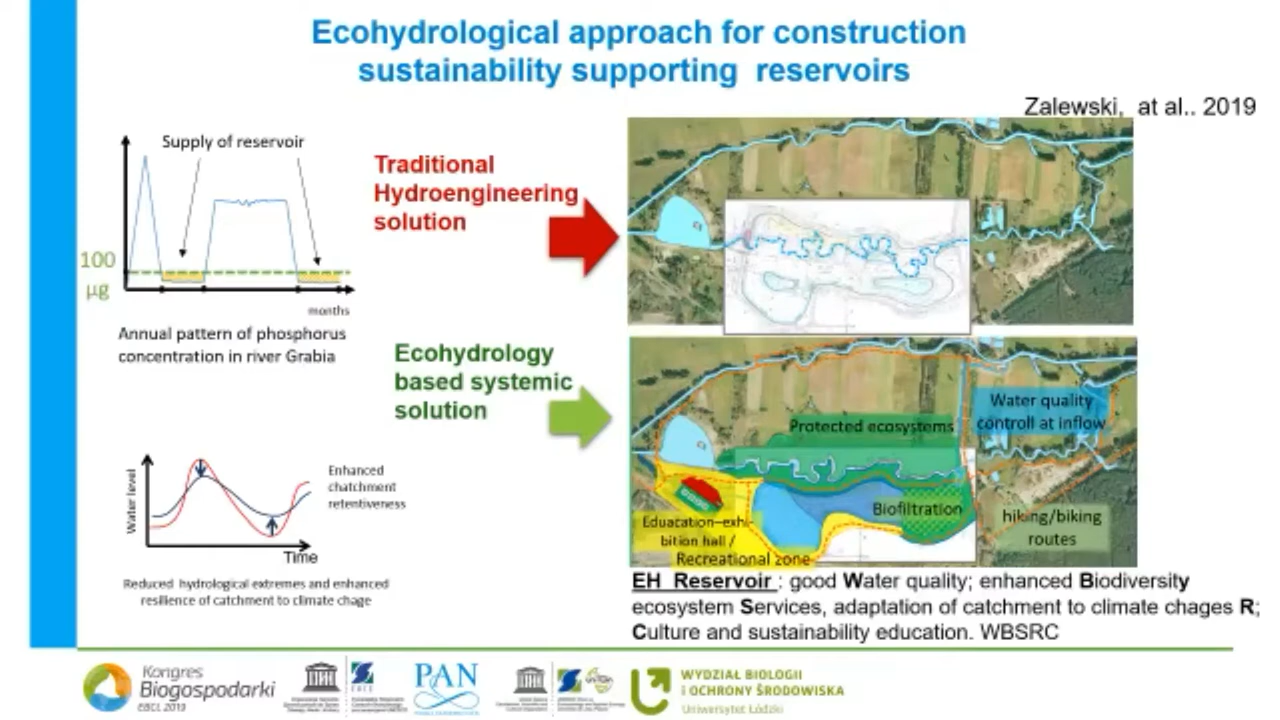 Ecohydrological approach for construction
sustainability supporting reservoirs
Zalewski, at al.. 2019
Supply of reservoir
100
µg
months
Annual pattern of phosphorus
concentration in river Grabia
Traditional
Hydroengineering
solution
Ecohydrology
based systemic
solution
Water level
Time
Enhanced
chatchment
retentiveness
Reduced hydrological extremes and enhanced
resilience of catchment to climate chage
Water quality
controll at inflow
Protected ecosystems
Biofiltration
Eduacation–exhi-
bition hall /
Recreational zone
hiking/biking
routes
EH Reservoir : good Water quality; enhanced Biodiversity
ecosystem Services, adaptation of catchment to climate chages R;
Culture and sustainability education. WBSRC
Kongres
Biogospodarki
EBCL 2019
PAN
WYDZIAŁ BIOLOGII
i OCHRONY ŚRODOWISKA
Uniwersytet Łódzki